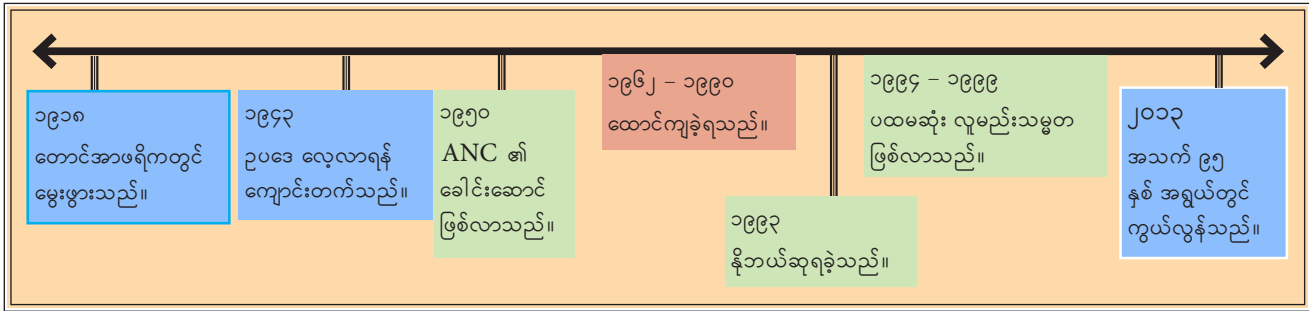 ၁၉၁၈
တောင်အာဖရိကတွင်
မွေးဖွားသည်။
၁၉၄၃
ဥပဒေ လေ့လာရန်
ကျောင်းတက်သည်။
၁၉၅၀
ANC ၏
ခေါင်းဆောင်
ဖြစ်လာသည်။
၁၉၆၂ – ၁၉၉၀
ထောင်ကျခဲ့ရသည်။
၁၉၉၃
နိုဘယ်ဆုရခဲ့သည်။
၁၉၉၄ – ၁၉၉၉
ပထမဆုံး လူမည်းသမ္မတ
ဖြစ်လာသည်။
၂၀၁၃
အသက် ၉၅
နှစ် အရွယ်တွင်
ကွယ်လွန်သည်။